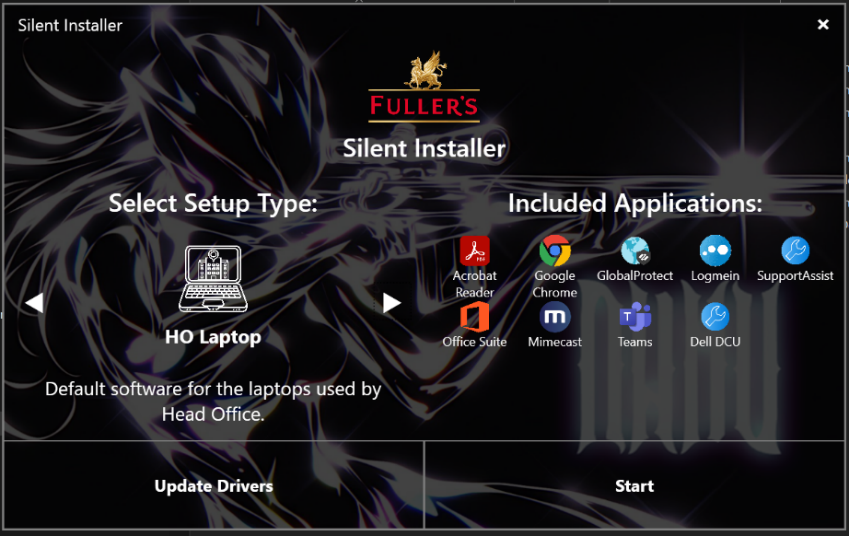 Silent Installer
FULLER'S
Silent Installer
Select Setup Type:
HO Laptop
Default software for the laptops used by
Head Office.
Included Applications:
Acrobat
Reader
Google
Chrome
GlobalProtect
Logmein
SupportAssist
Office Suite
Mimecast
Teams
Dell DCU
Update Drivers
Start